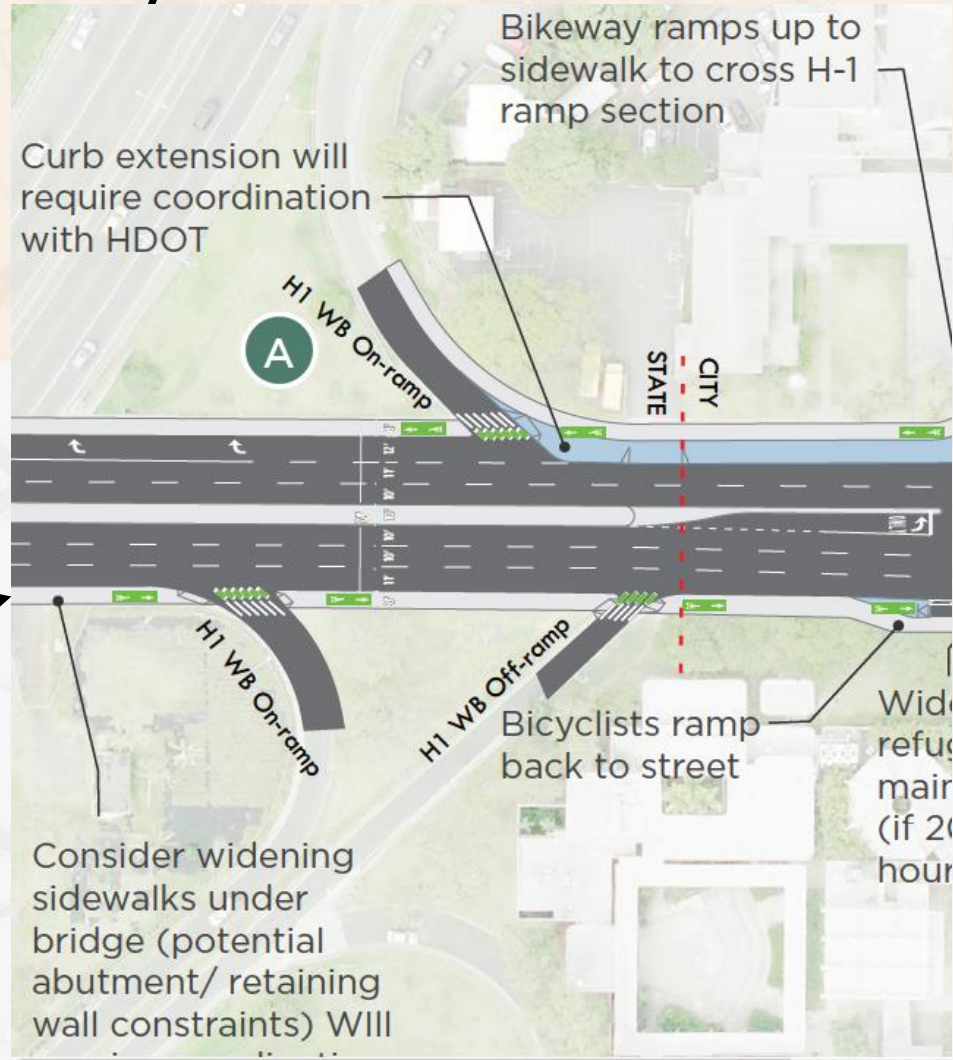 Bikeway ramps up to
sidewalk to cross H-1
ramp section
Curb extension will
require coordination
with HDOT
H1 WB On-ramp
A
STATE
CITY
H1 WB On-ramp
H1 WB Off-ramp
Bicyclists ramp
back to street
Consider widening
sidewalks under
bridge (potential
abutment/ retaining
wall constraints) WIll